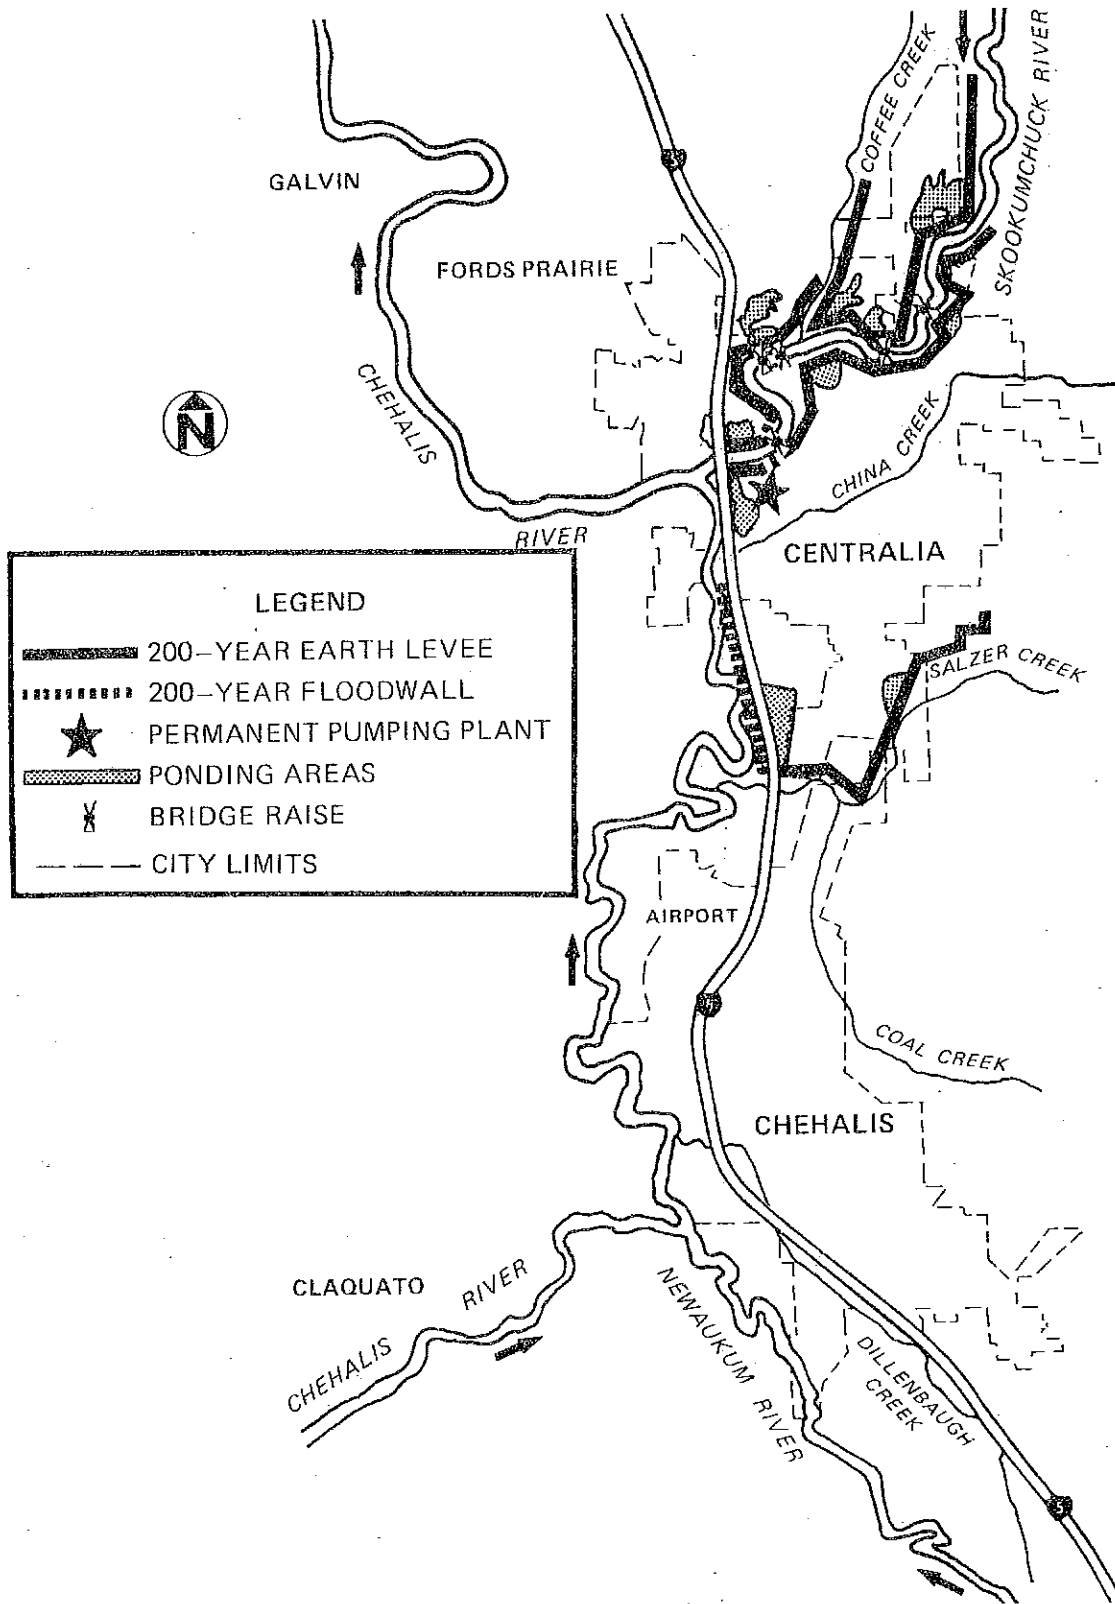 COFFEE CREEK
SKOOKUMCHUCK RIVER
5
GALVIN
FORDS PRAIRIE
CHEHALIS
RIVER
N
CHINA CREEK
CENTRALIA
LEGEND
200-YEAR EARTH LEVEE
200-YEAR FLOODWALL
PERMANENT PUMPING PLANT
PONDING AREAS
BRIDGE RAISE
CITY LIMITS
SALZER CREEK
AIRPORT
COAL CREEK
CHEHALIS
CLAQUATO
CHEHALIS RIVER
NEWAUKUM RIVER
DILLENBAUGH
CREEK
5